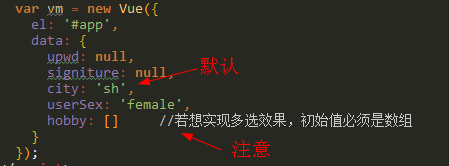 var vm = new Vue({
el: '#app',
data: {
upwd: null,
signiture: null,
city: 'sh',
默认
userSex: 'female',
hobby: [] //若想实现多选效果，初始值必须是数组
}
注意
});